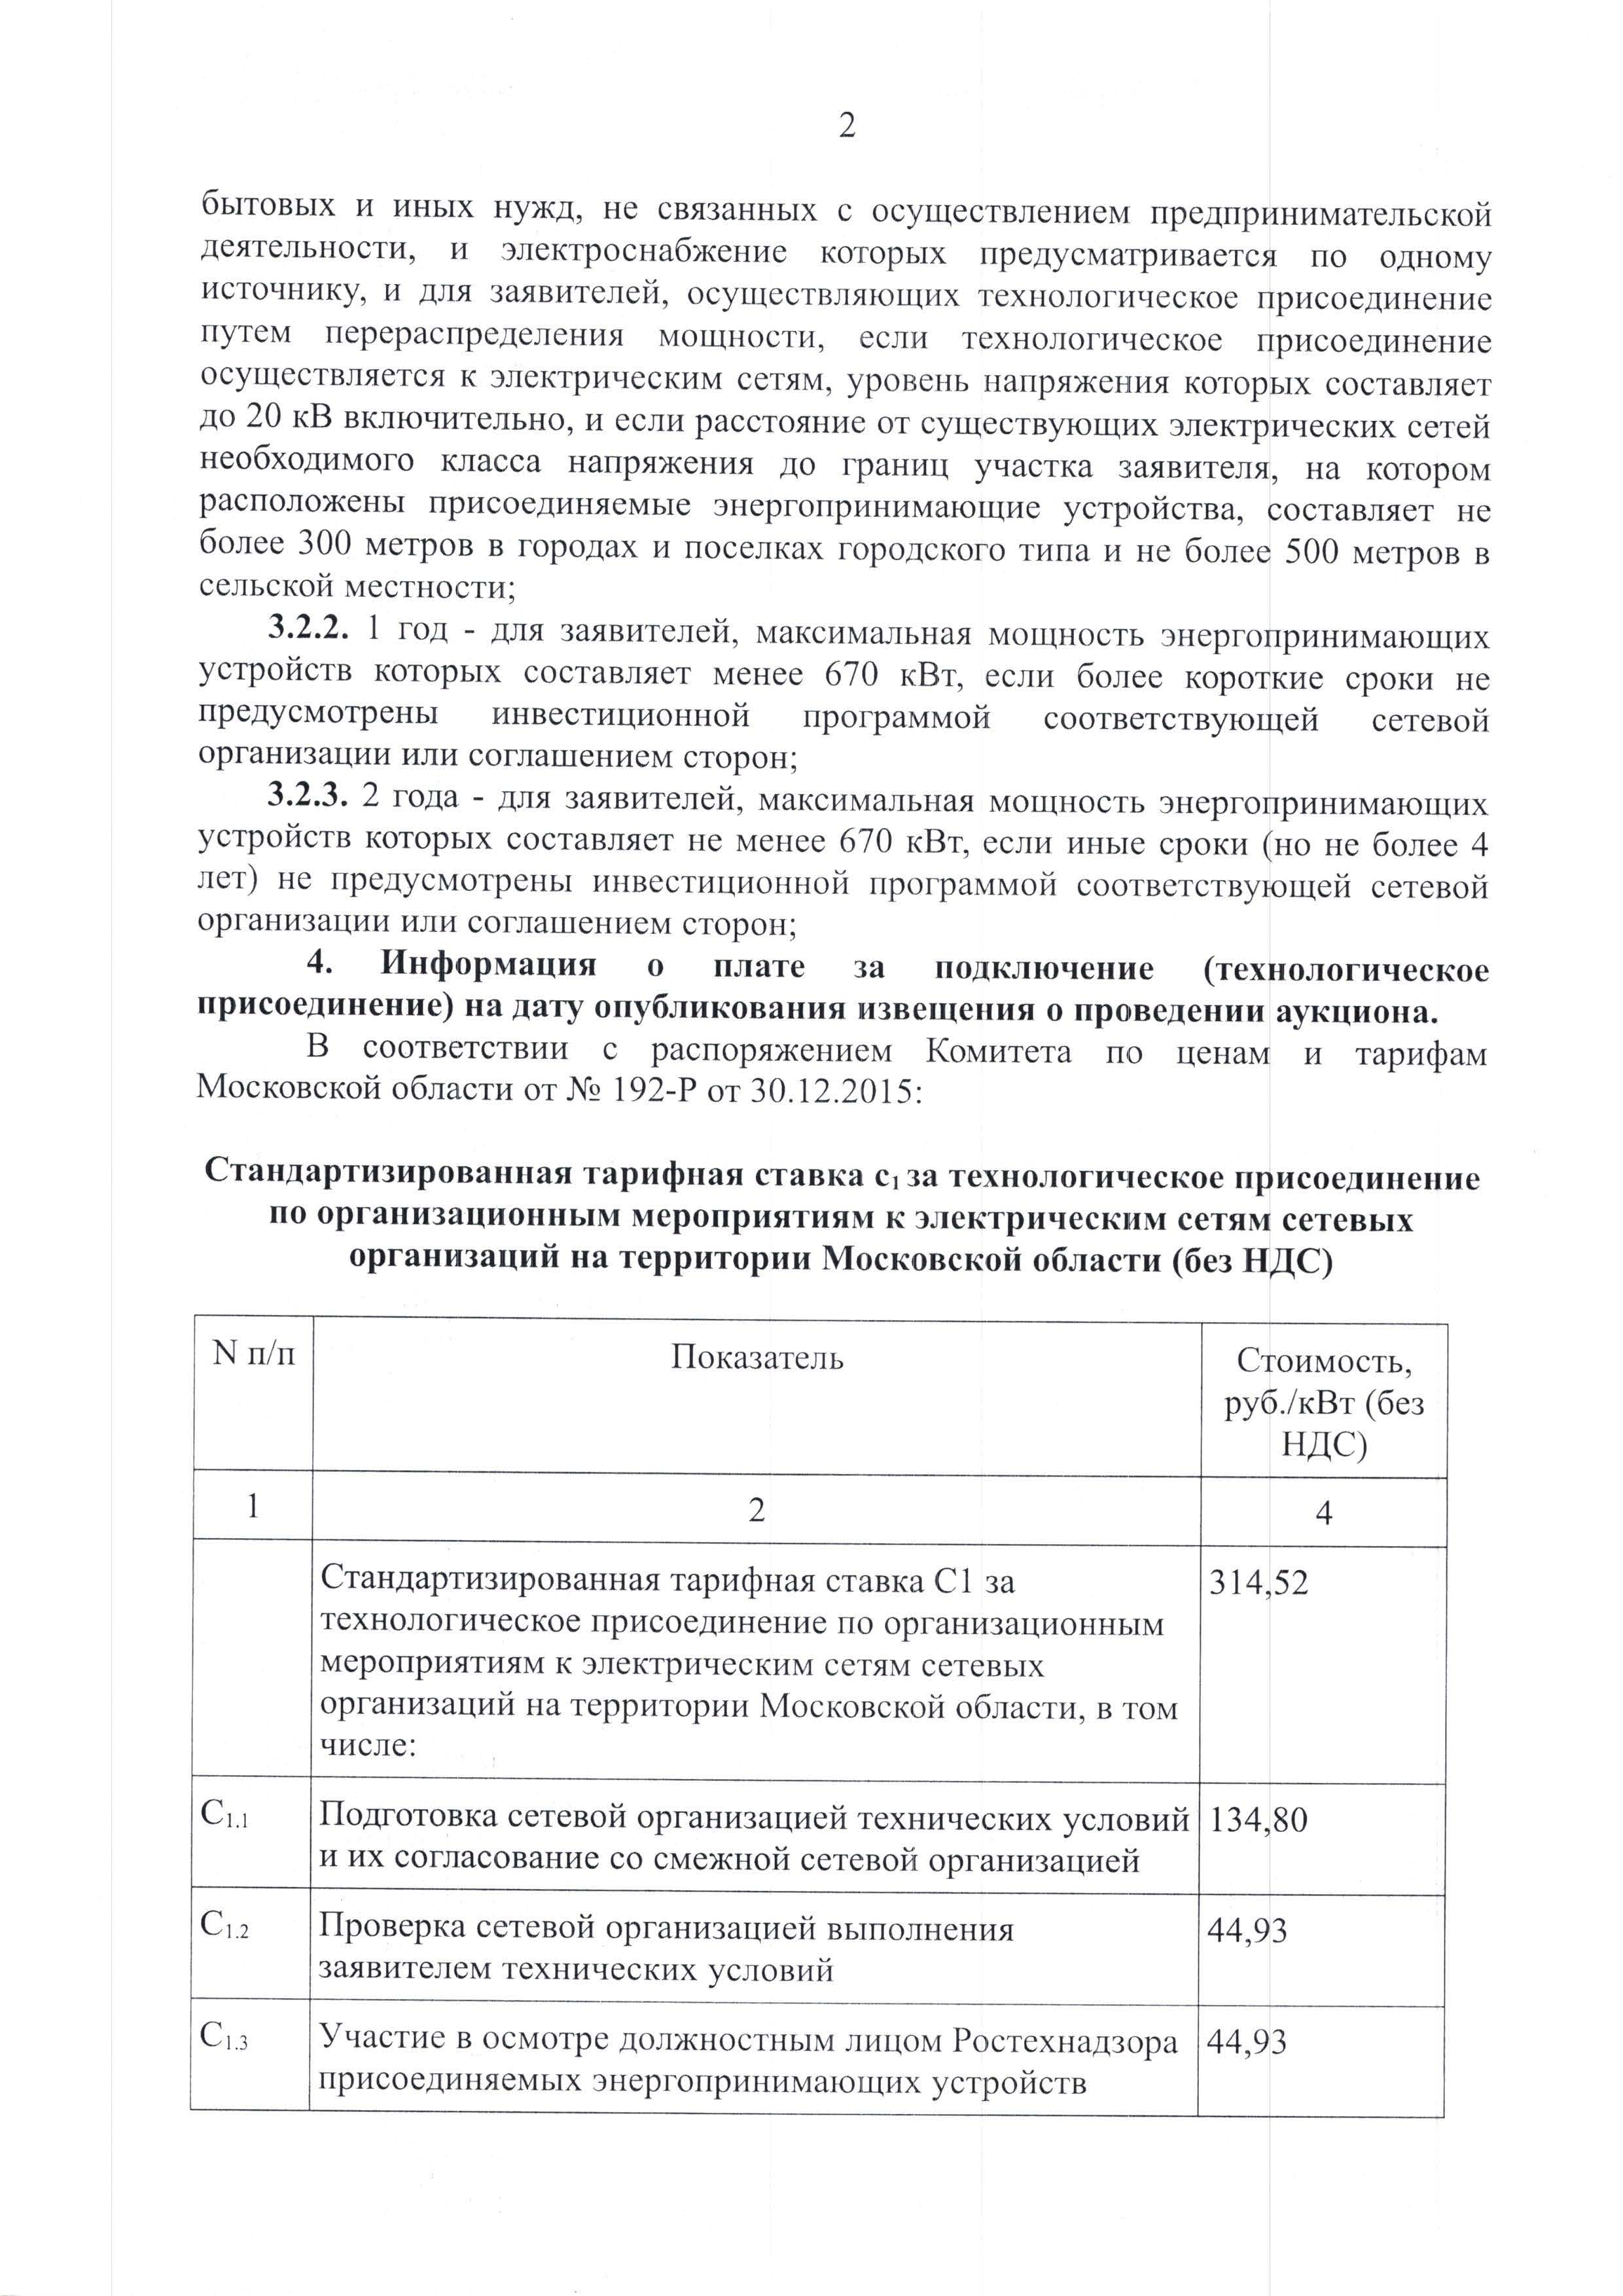 2
бытовых и иных нужд, не связанных с осуществлением предпринимательской
деятельности, и электроснабжение которых предусматривается по одному
источнику, и для заявителей, осуществляющих технологическое присоединение
путем перераспределения мощности, если технологическое присоединение
осуществляется к электрическим сетям, уровень напряжения которых составляет
до 20 кВ включительно, и если расстояние от существующих электрических сетей
необходимого класса напряжения до границ участка заявителя, на котором
расположены присоединяемые энергопринимающие устройства, составляет не
более 300 метров в городах и поселках городского типа и не более 500 метров в
сельской местности;
3.2.2. 1 год - для заявителей, максимальная мощность энергопринимающих
устройств которых составляет менее 670 кВт, если более короткие сроки не
предусмотрены инвестиционной программой соответствующей сетевой
организации или соглашением сторон;
3.2.3. 2 года - для заявителей, максимальная мощность энергопринимающих
устройств которых составляет не менее 670 кВт, если иные сроки (но не более 4
лет) не предусмотрены инвестиционной программой соответствующей сетевой
организации или соглашением сторон;
4. Информация о плате за подключение (технологическое
присоединение) на дату опубликования извещения о проведении аукциона.
В соответствии с распоряжением Комитета по ценам и тарифам
Московской области от № 192-Р от 30.12.2015:
Стандартизированная тарифная ставка с₁ за технологическое присоединение
по организационным мероприятиям к электрическим сетям сетевых
организаций на территории Московской области (без НДС)
N п/п Показатель Стоимость,
руб./кВт (без
НДС)
1 2 4
Стандартизированная тарифная ставка С1 за 314,52
технологическое присоединение по организационным
мероприятиям к электрическим сетям сетевых
организаций на территории Московской области, в том
числе:
С1.1 Подготовка сетевой организацией технических условий 134,80
и их согласование со смежной сетевой организацией
С1.2 Проверка сетевой организацией выполнения 44,93
заявителем технических условий
С1.3 Участие в осмотре должностным лицом Ростехнадзора 44,93
присоединяемых энергопринимающих устройств